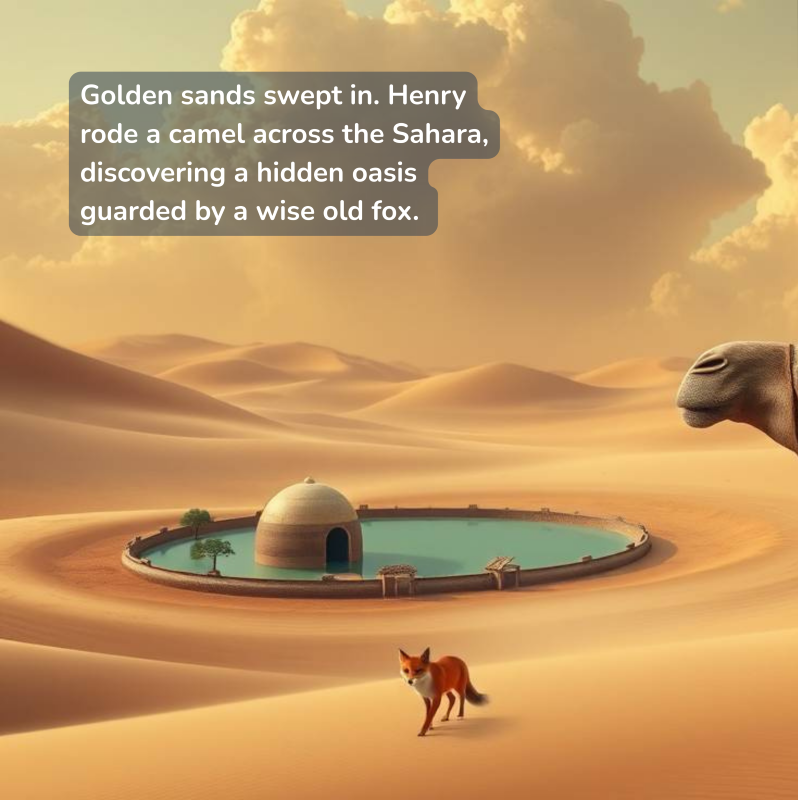 Golden sands swept in. Henry
rode a camel across the Sahara,
discovering a hidden oasis
guarded by a wise old fox.